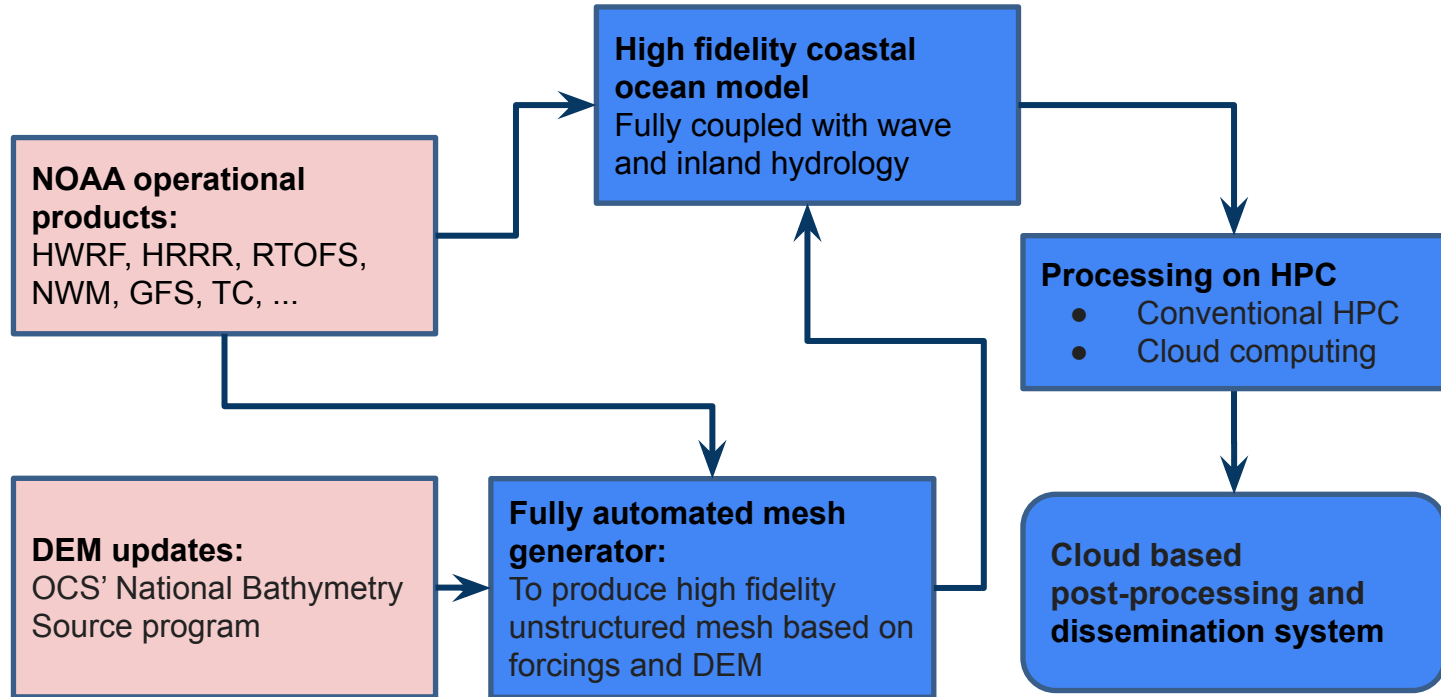 High fidelity coastal
ocean model
Fully coupled with wave
and inland hydrology
NOAA operational
products:
HWRF, HRRR, RTOFS,
NWM, GFS, TC, ...
Processing on HPC
● Conventional HPC
● Cloud computing
DEM updates:
OCS’ National Bathymetry
Source program
Fully automated mesh
generator:
To produce high fidelity
unstructured mesh based on
forcings and DEM
Cloud based
post-processing and
dissemination system